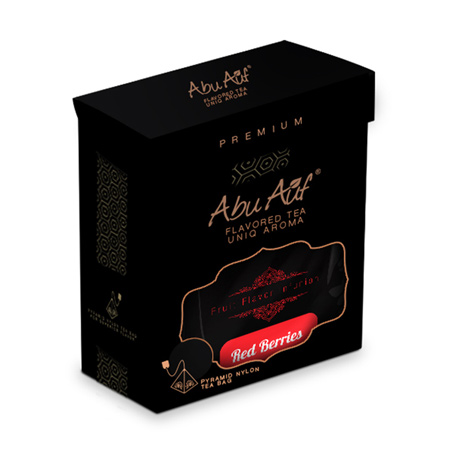 Abu Auf®
FLAVORED TEA
UNIQ AROMA
PREMIUM
Abu Auf®
FLAVORED TEA
UNIQ AROMA
Red Berries
PYRAMID NYLON
TEA BAG